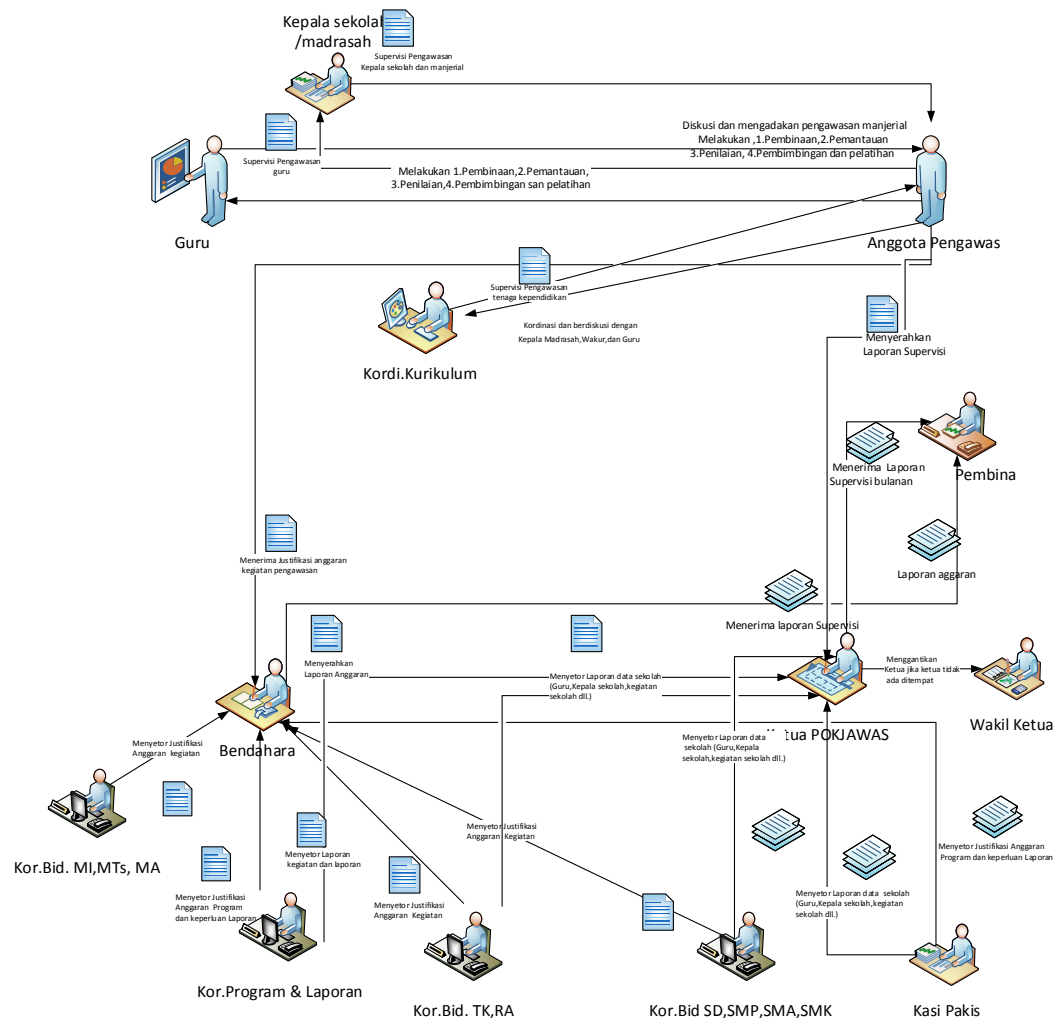 Kepala sekolah
/madrasah
Supervisi Pengawasan
Kepala sekolah dan manjerial
Supervisi Pengawasan
guru
Diskusi dan mengadakan pengawasan manjerial
Melakukan ,1.Pembinaan,2.Pemantauan
3.Penilaian, 4.Pembimbingan dan pelatihan
Melakukan 1.Pembinaan,2.Pemantauan,
3.Penilaian,4.Pembimbingan san pelatihan
Guru
Anggota Pengawas
Supervisi Pengawasan
tenaga kependidikan
Kordinasi dan berdiskusi dengan
Kepala Madrasah,Wakur,dan Guru
Kordi.Kurikulum
Menyerahkan
Laporan Supervisi
Menerima Laporan
Supervisi bulanan
Pembina
Laporan aggaran
Menerima Justifikasi anggaran
kegiatan pengawasan
Menerima laporan Supervisi
Menyerahkan
Laporan Anggaran
Menyetor Laporan data sekolah
(Guru,Kepala sekolah,kegiatan
sekolah dll.)
Menggantikan
Ketua jika ketua tidak
ada ditempat
Bendahara
Ketua POKJAWAS
Wakil Ketua
Menyetor Justifikasi
Anggaran kegiatan
Menyetor Laporan data
sekolah (Guru,Kepala
sekolah,kegiatan sekolah dll.)
Menyetor Justifikasi
Anggaran Kegiatan
Menyetor Laporan
kegiatan dan laporan
Menyetor Justifikasi Anggaran
Program dan keperluan Laporan
Kor.Bid. MI,MTs, MA
Menyetor Justifikasi
Anggaran Program
dan keperluan Laporan
Menyetor Justifikasi
Anggaran Kegiatan
Menyetor Laporan data sekolah
(Guru,Kepala sekolah,kegiatan
sekolah dll.)
Kor.Program & Laporan
Kor.Bid. TK,RA
Kor.Bid SD,SMP,SMA,SMK
Kasi Pakis